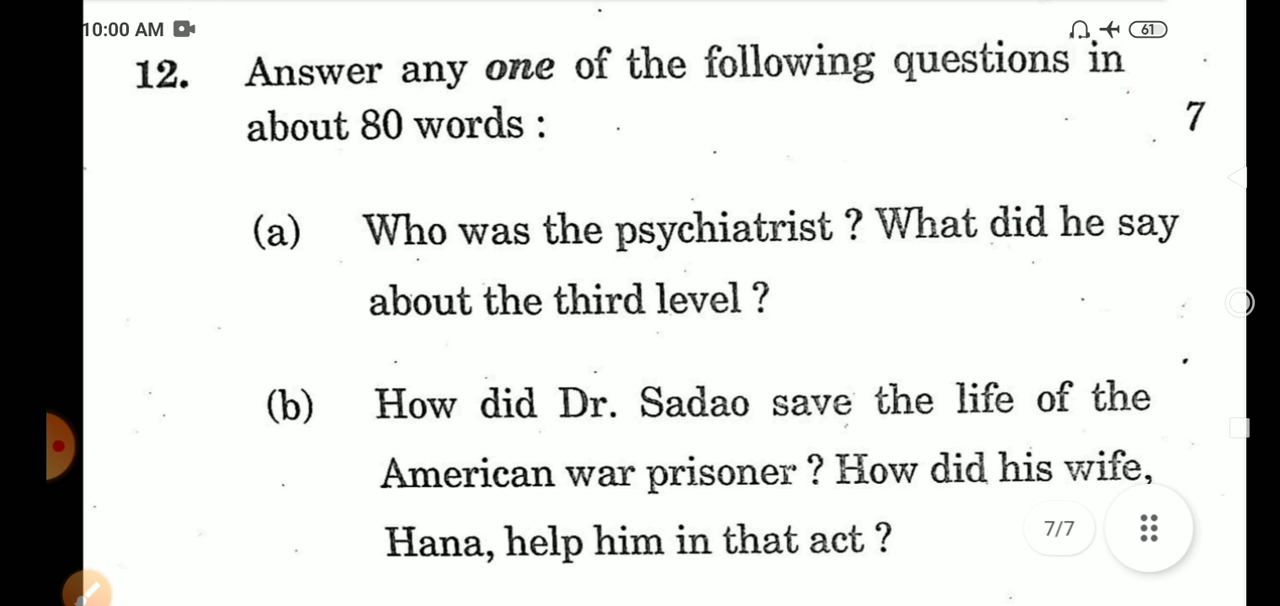 10:00 AM
61
12. Answer any one of the following questions in
about 80 words :
7
(a) Who was the psychiatrist ? What did he say
about the third level ?
(b) How did Dr. Sadao save the life of the
American war prisoner ? How did his wife,
Hana, help him in that act ?
7/7